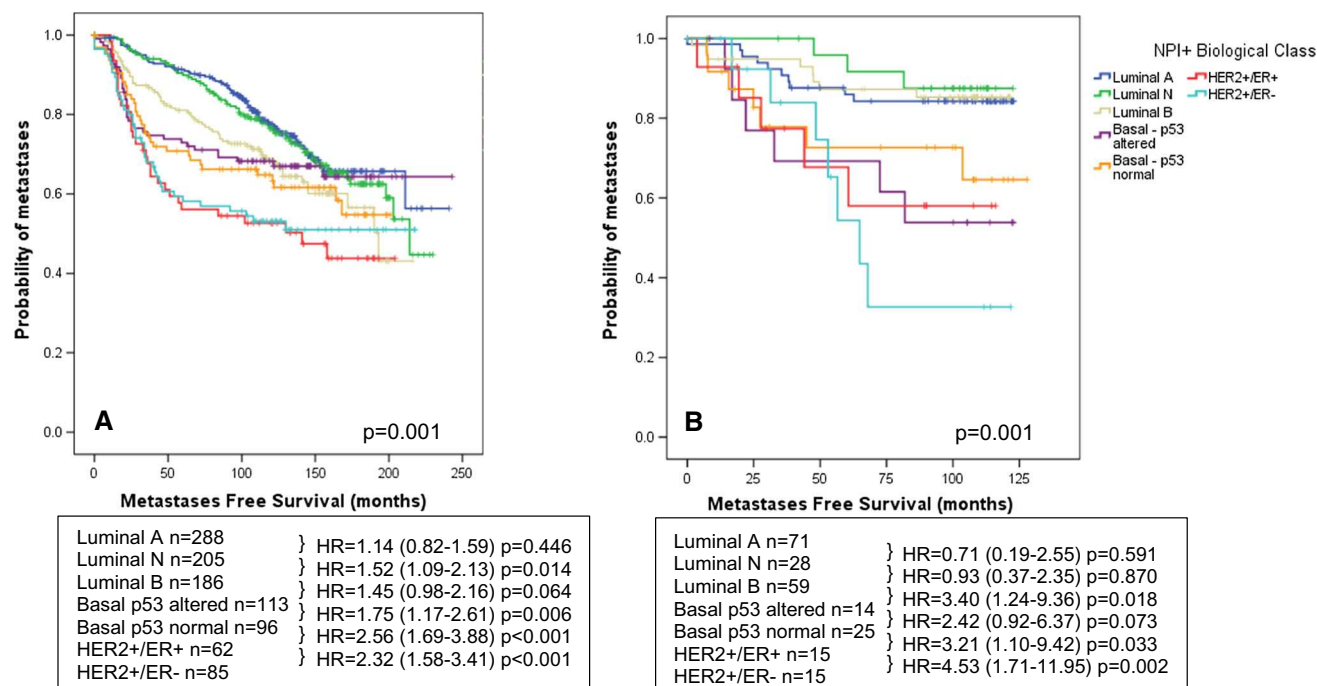 1.0
0.8
0.6
0.4
0.2
0.0
Probability of metastases
A
p=0.001
0 50 100 150 200 250
Metastases Free Survival (months)
Luminal A n=288
Luminal N n=205
Luminal B n=186
Basal p53 altered n=113
Basal p53 normal n=96
HER2+/ER+ n=62
HER2+/ER- n=85
} HR=1.14 (0.82-1.59) p=0.446
} HR=1.52 (1.09-2.13) p=0.014
} HR=1.45 (0.98-2.16) p=0.064
} HR=1.75 (1.17-2.61) p=0.006
} HR=2.56 (1.69-3.88) p<0.001
} HR=2.32 (1.58-3.41) p<0.001
1.0
0.8
0.6
0.4
0.2
0.0
Probability of metastases
B
p=0.001
0 25 50 75 100 125
Metastases Free Survival (months)
NPI+ Biological Class
Luminal A
Luminal N
Luminal B
Basal - p53
altered
Basal - p53
normal
HER2+/ER+
HER2+/ER-
Luminal A n=71
Luminal N n=28
Luminal B n=59
Basal p53 altered n=14
Basal p53 normal n=25
HER2+/ER+ n=15
HER2+/ER- n=15
} HR=0.71 (0.19-2.55) p=0.591
} HR=0.93 (0.37-2.35) p=0.870
} HR=3.40 (1.24-9.36) p=0.018
} HR=2.42 (0.92-6.37) p=0.073
} HR=3.21 (1.10-9.42) p=0.033
} HR=4.53 (1.71-11.95) p=0.002